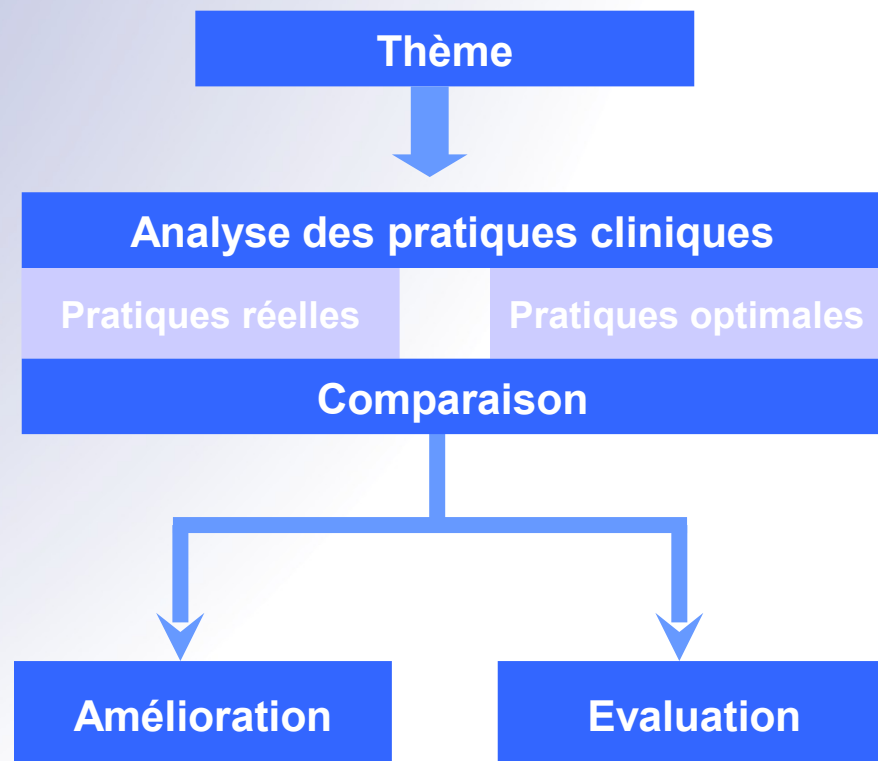 Thème
Analyse des pratiques cliniques
Pratiques réelles
Pratiques optimales
Comparaison
Amélioration
Evaluation